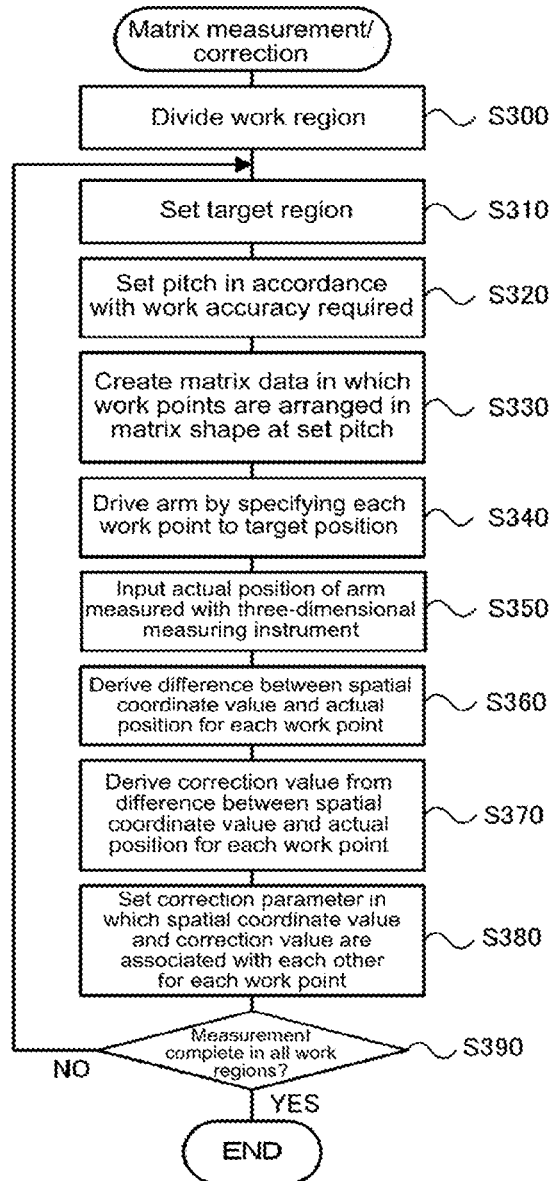 Matrix measurement/
correction
Divide work region
S300
Set target region
S310
Set pitch in accordance
with work accuracy required
S320
Create matrix data in which
work points are arranged in
matrix shape at set pitch
S330
Drive arm by specifying each
work point to target position
S340
Input actual position of arm
measured with three-dimensional
measuring instrument
S350
Derive difference between spatial
coordinate value and actual
position for each work point
S360
Derive correction value from
difference between spatial
coordinate value and actual
position for each work point
S370
Set correction parameter in
which spatial coordinate value
and correction value are
associated with each other
for each work point
S380
Measurement
complete in all work
regions?
S390
NO
YES
END